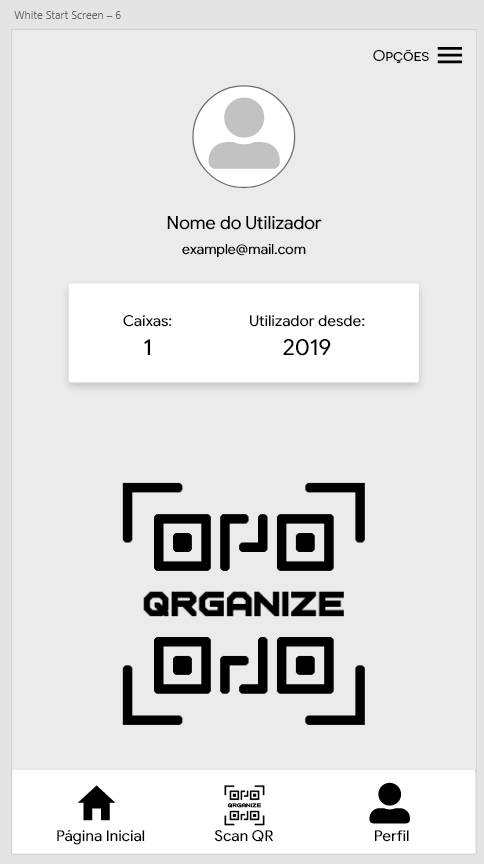 White Start Screen – 6
Opções
Nome do Utilizador
example@mail.com
Caixas:
1
Utilizador desde:
2019
QRGANIZE
Página Inicial
QRGANIZE
Scan QR
Perfil